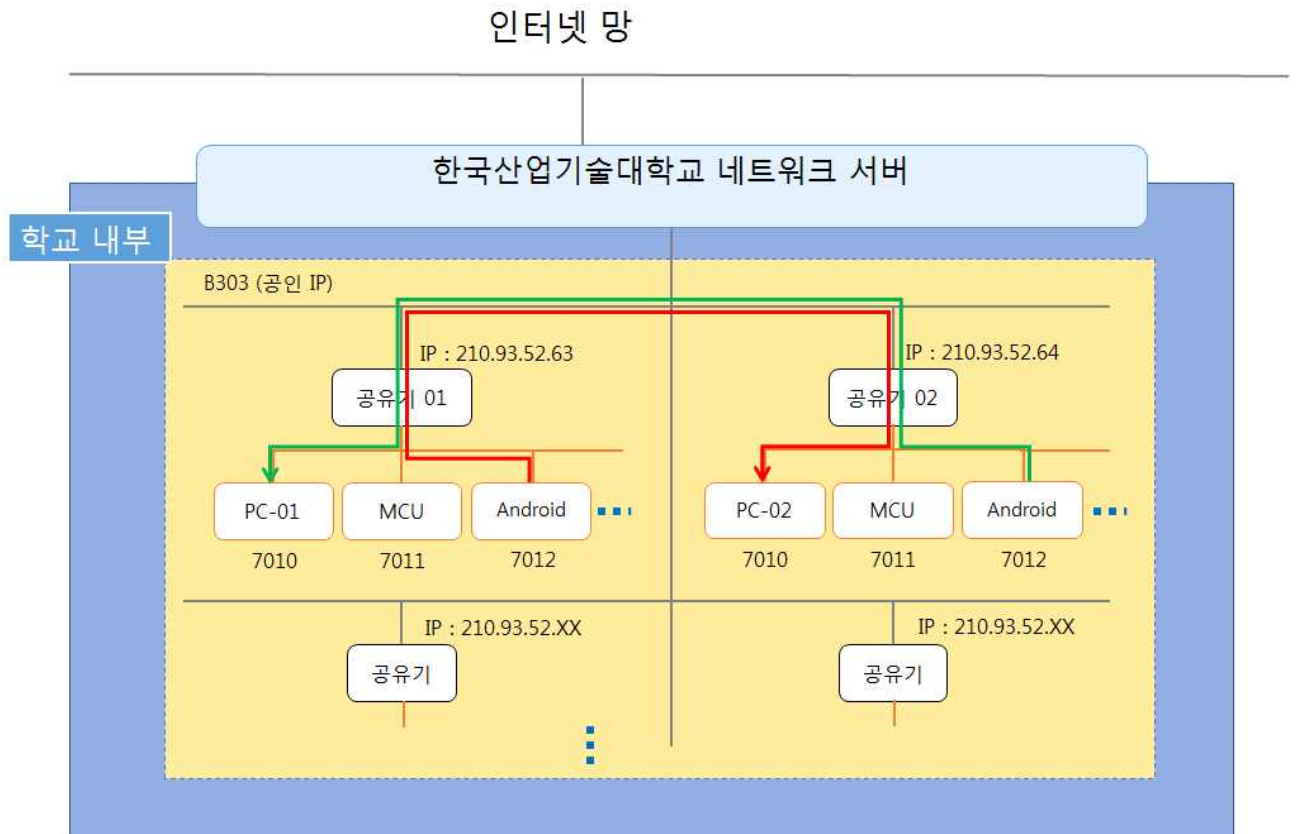 인터넷 망
한국산업기술대학교 네트워크 서버
학교 내부
B303 (공인 IP)
IP : 210.93.52.63
IP : 210.93.52.64
공유기 01
공유기 02
PC-01
MCU
Android
PC-02
MCU
Android
7010
7011
7012
7010
7011
7012
IP : 210.93.52.XX
IP : 210.93.52.XX
공유기
공유기